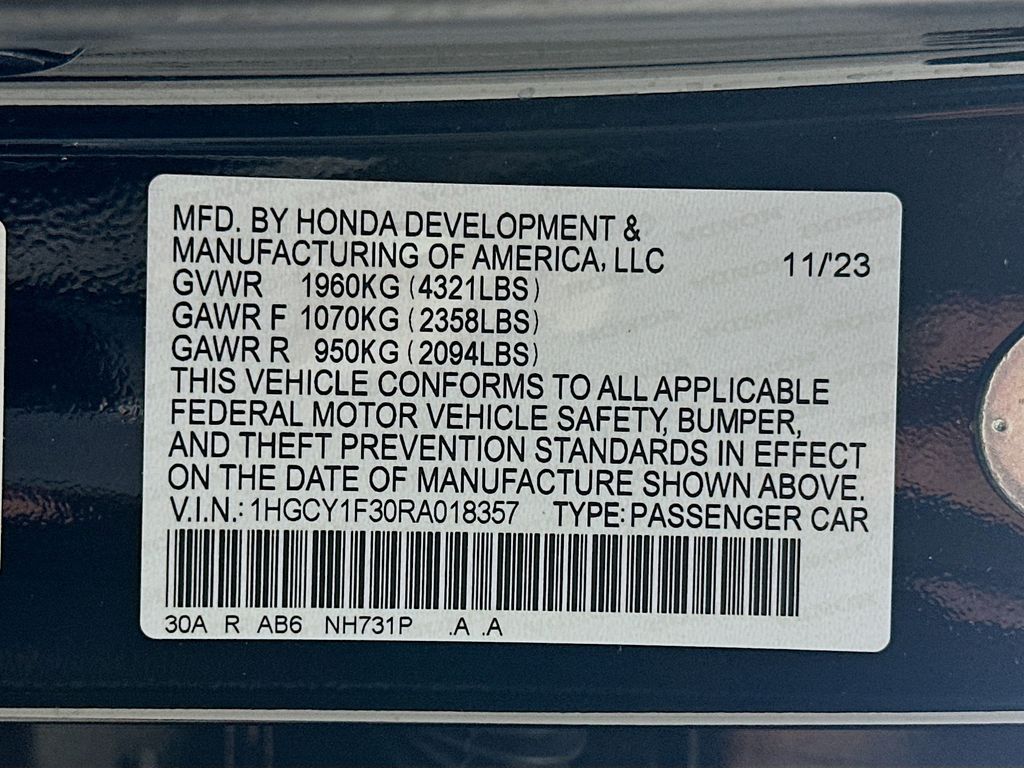 MFD. BY HONDA DEVELOPMENT &
MANUFACTURING OF AMERICA, LLC 11/'23
GVWR 1960KG (4321LBS)
GAWR F 1070KG (2358LBS)
GAWR R 950KG (2094LBS)
THIS VEHICLE CONFORMS TO ALL APPLICABLE
FEDERAL MOTOR VEHICLE SAFETY, BUMPER,
AND THEFT PREVENTION STANDARDS IN EFFECT
ON THE DATE OF MANUFACTURE SHOWN ABOVE.
V.I.N.: 1HGCY1F30RA018357 TYPE: PASSENGER CAR
30A R AB6 NH731P .A .A